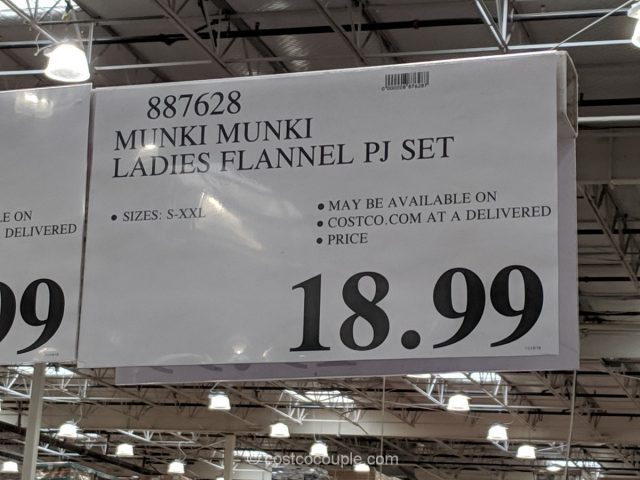 887628
MUNKI MUNKI
LADIES FLANNEL PJ SET
• SIZES: S-XXL
• MAY BE AVAILABLE ON
• COSTCO.COM AT A DELIVERED
• PRICE
18.99
LE ON
DELIVERED
99
© costcocouple.com